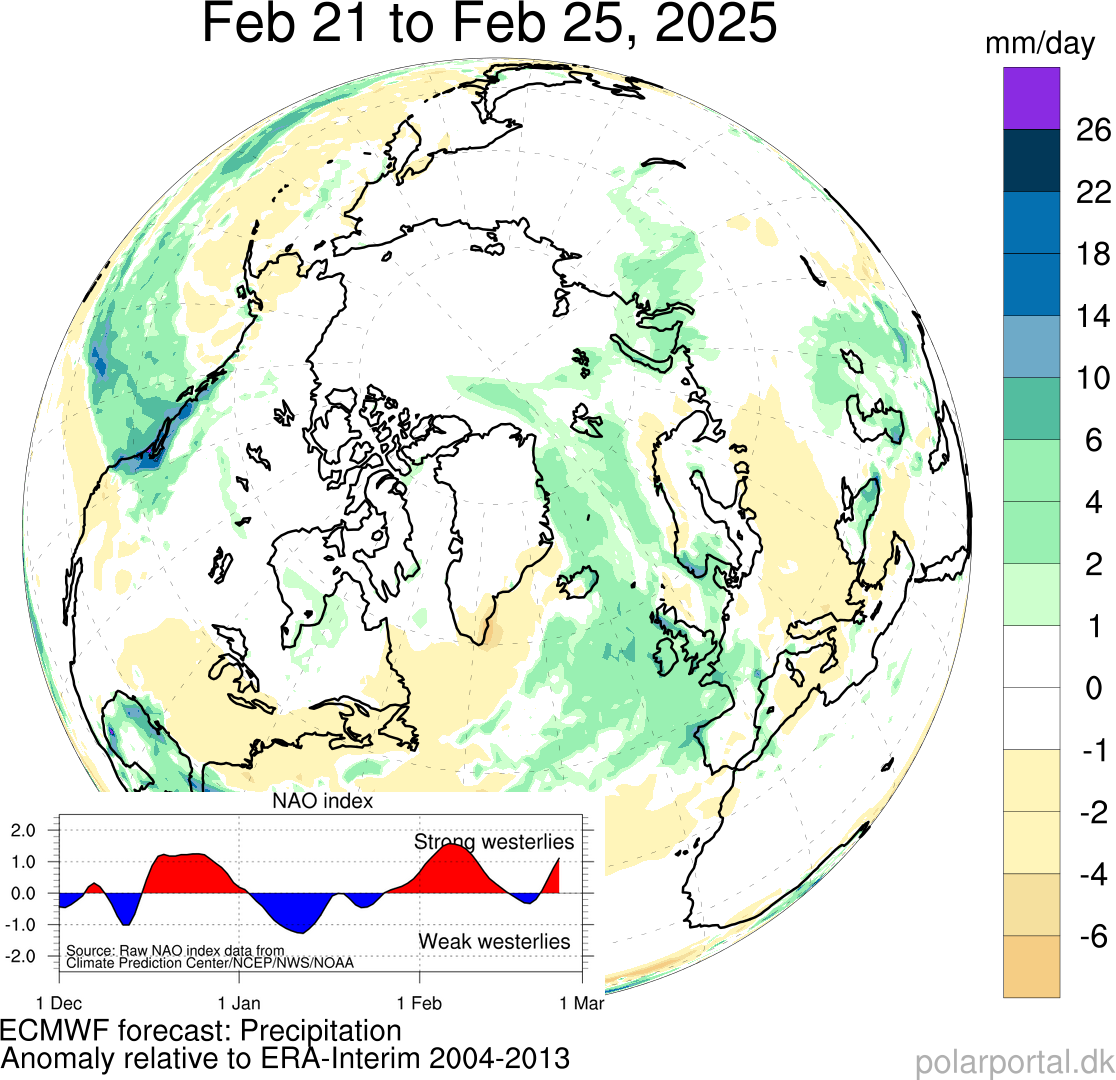 Feb 21 to Feb 25, 2025
mm/day
26
22
18
14
10
6
4
2
1
0
-1
-2
-4
-6
NAO index
2.0
1.0
0.0
-1.0
-2.0
Strong westerlies
Weak westerlies
Source: Raw NAO index data from
Climate Prediction Center/NCEP/NWS/NOAA
1 Dec 1 Jan 1 Feb 1 Mar
ECMWF forecast: Precipitation
Anomaly relative to ERA-Interim 2004-2013
polarportal.dk